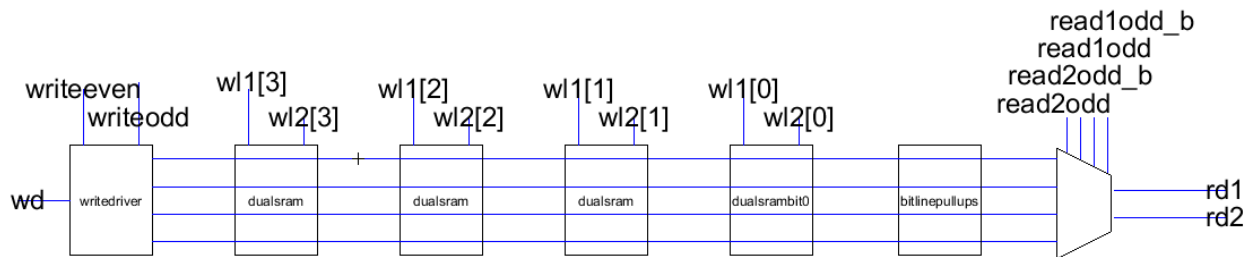 read1odd_b
read1odd
read2odd_b
read2odd
writeeven
writeodd
wl1[3]
wl2[3]
wl1[2]
wl2[2]
wl1[1]
wl2[1]
wl1[0]
wl2[0]
wd
writedriver
dualsram
dualsram
dualsram
dualsrambit0
bitlinepullups
rd1
rd2